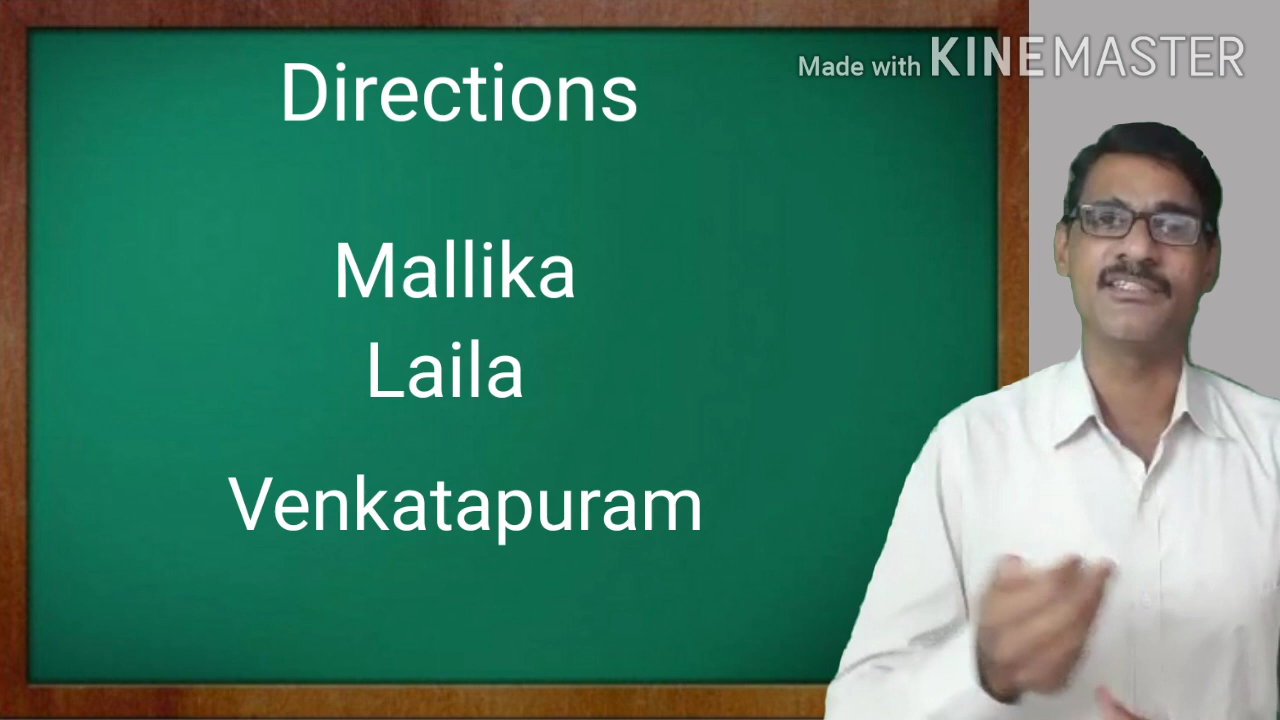 Made with KINEMASTER
Directions
Mallika
Laila
Venkatapuram